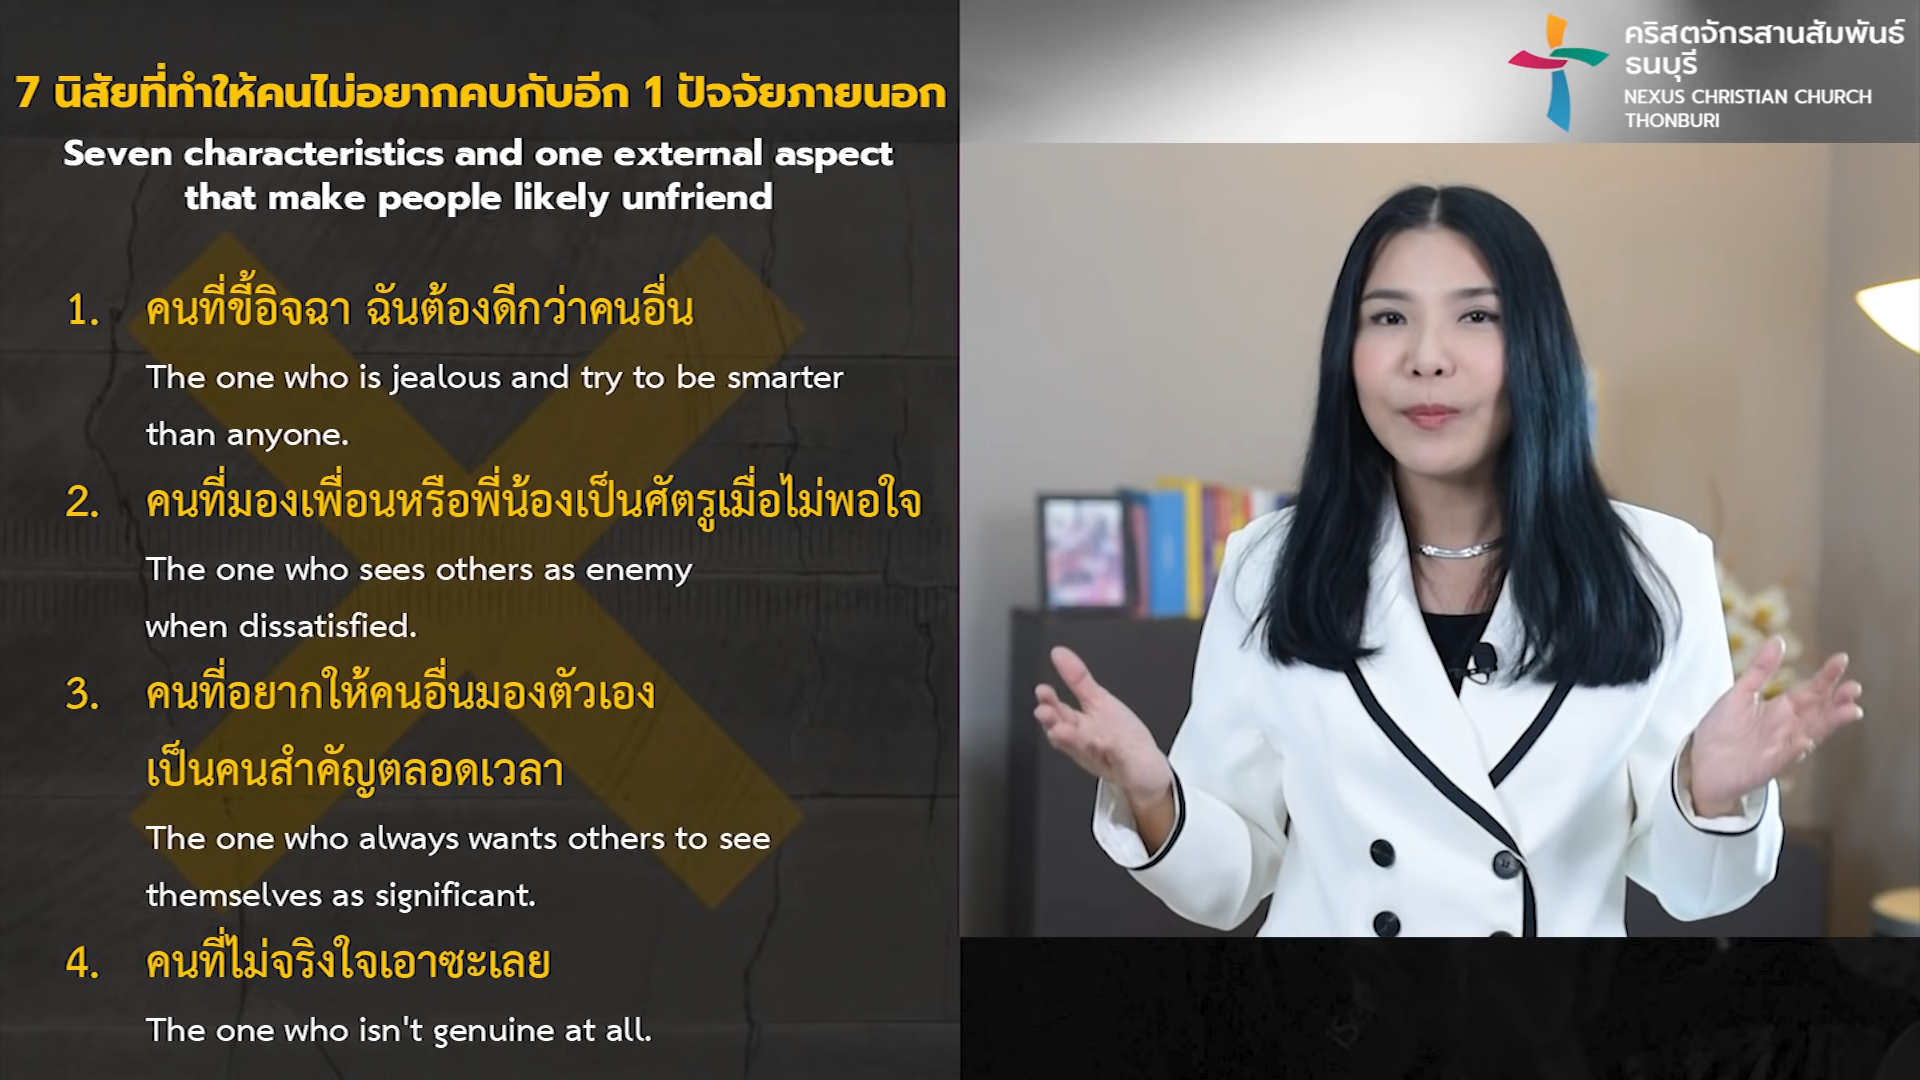 7 นิสัยที่ทำให้คนไม่อยากคบกับอีก 1 ปัจจัยภายนอก
Seven characteristics and one external aspect
that make people likely unfriend
1. คนที่ขี้อิจฉา ฉันต้องดีกว่าคนอื่น
The one who is jealous and try to be smarter
than anyone.
2. คนที่มองเพื่อนหรือพี่น้องเป็นศัตรูเมื่อไม่พอใจ
The one who sees others as enemy
when dissatisfied.
3. คนที่อยากให้คนอื่นมองตัวเอง
เป็นคนสำคัญตลอดเวลา
The one who always wants others to see
themselves as significant.
4. คนที่ไม่จริงใจเอาซะเลย
The one who isn't genuine at all.
คริสตจักรสานสัมพันธ์
ธนบุรี
NEXUS CHRISTIAN CHURCH
THONBURI